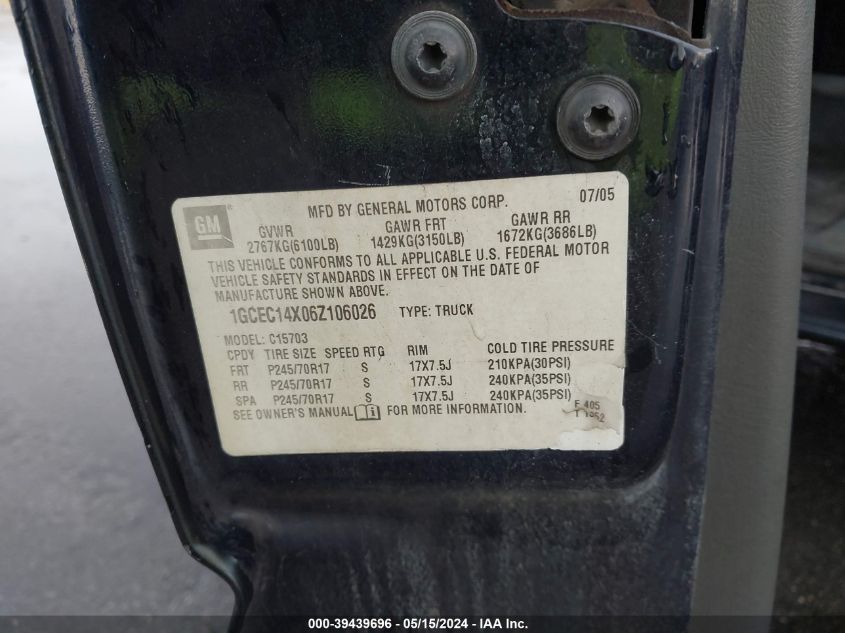 GM
MFD BY GENERAL MOTORS CORP. 07/05
GVWR GAWR FRT GAWR RR
2767KG(6100LB) 1429KG(3150LB) 1672KG(3686LB)
THIS VEHICLE CONFORMS TO ALL APPLICABLE U.S. FEDERAL MOTOR
VEHICLE SAFETY STANDARDS IN EFFECT ON THE DATE OF
MANUFACTURE SHOWN ABOVE.
1GCEC14X06Z106026 TYPE: TRUCK
MODEL: C15703
CPDY TIRE SIZE SPEED RTG RIM COLD TIRE PRESSURE
FRT P245/70R17 S 17X7.5J 210KPA(30PSI)
RR P245/70R17 S 17X7.5J 240KPA(35PSI)
SPA P245/70R17 S 17X7.5J 240KPA(35PSI)
SEE OWNER'S MANUAL i FOR MORE INFORMATION.
405
000-39439696 - 05/15/2024 - IAA Inc.